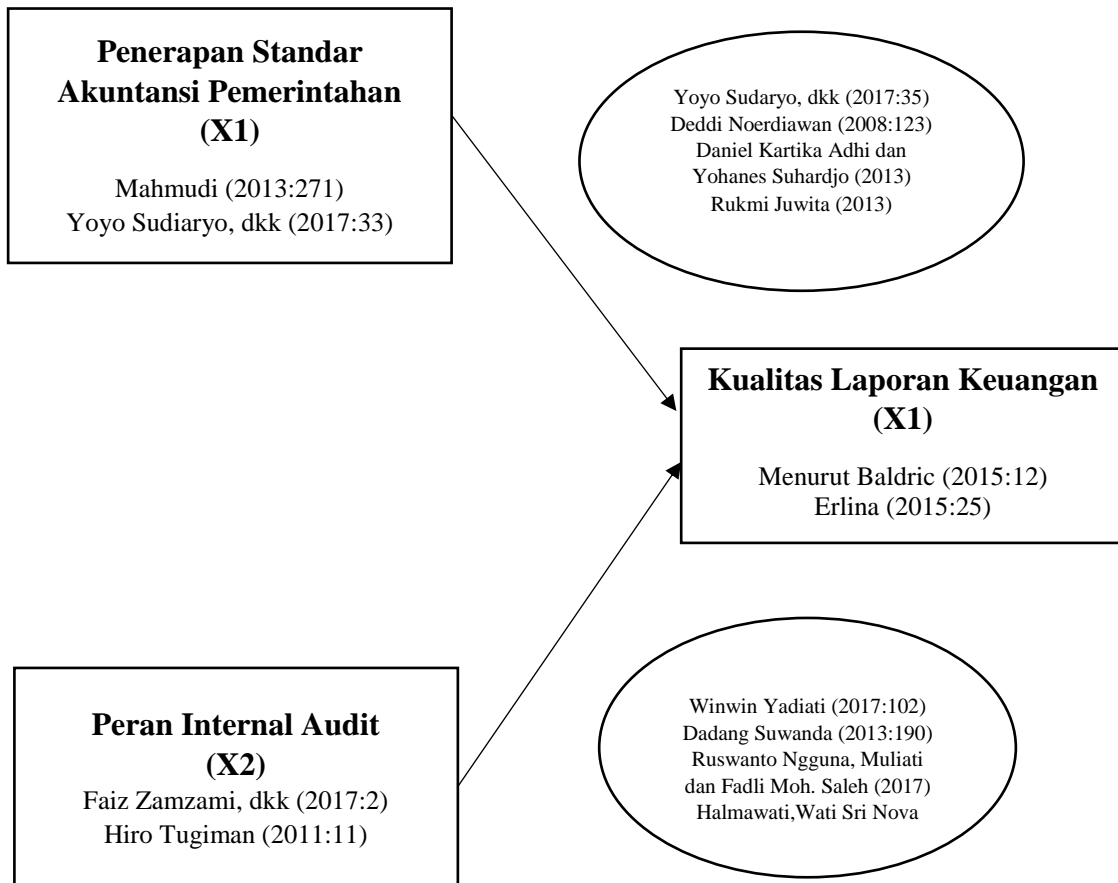 Penerapan Standar
Akuntansi Pemerintahan
(X1)
Mahmudi (2013:271)
Yoyo Sudiaryo, dkk (2017:33)
Yoyo Sudaryo, dkk (2017:35)
Deddi Noerdiawan (2008:123)
Daniel Kartika Adhi dan
Yohanes Suhardjo (2013)
Rukmi Juwita (2013)
Kualitas Laporan Keuangan
(X1)
Menurut Baldric (2015:12)
Erlina (2015:25)
Peran Internal Audit
(X2)
Faiz Zamzami, dkk (2017:2)
Hiro Tugiman (2011:11)
Winwin Yadiati (2017:102)
Dadang Suwanda (2013:190)
Ruswanto Ngguna, Muliati
dan Fadli Moh. Saleh (2017)
Halmawati,Wati Sri Nova